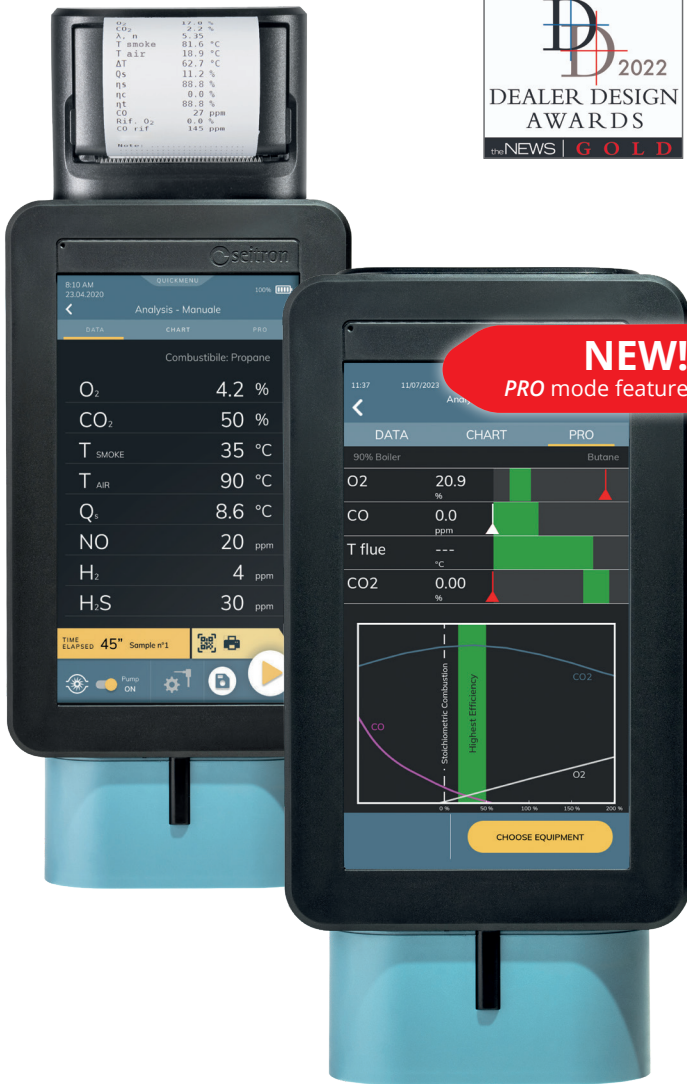 O2 17.0 %
CO2 2.2 %
λ, n 5.35
T smoke 81.6 °C
T air 18.9 °C
ΔT 62.7 °C
Qs 11.2 %
ηs 88.8 %
ηc 0.0 %
ηt 88.8 %
CO 27 ppm
Rif. O2 0.0 %
CO rif 145 ppm
Note:
DD 2022
DEALER DESIGN
AWARDS
the NEWS | GOLD
seitron
QUICKMENU
8:10 AM
23.04.2020
100%
Analysis - Manuale
DATA CHART PRO
Combustibile: Propane
O2 4.2 %
CO2 50 %
T SMOKE 35 °C
T AIR 90 °C
Qs 8.6 °C
NO 20 ppm
H2 4 ppm
H2S 30 ppm
TIME
ELAPSED 45" Sample n°1
Pump
ON
NEW!
PRO mode feature
11:37 11/07/2023
DATA CHART PRO
90% Boiler Butane
O2 20.9
%
CO 0.0
ppm
T flue ---
°C
CO2 0.00
%
Stoichiometric Combustion
Highest Efficiency
CO2
CO
O2
0 % 50 % 100 % 150 % 200 %
CHOOSE EQUIPMENT